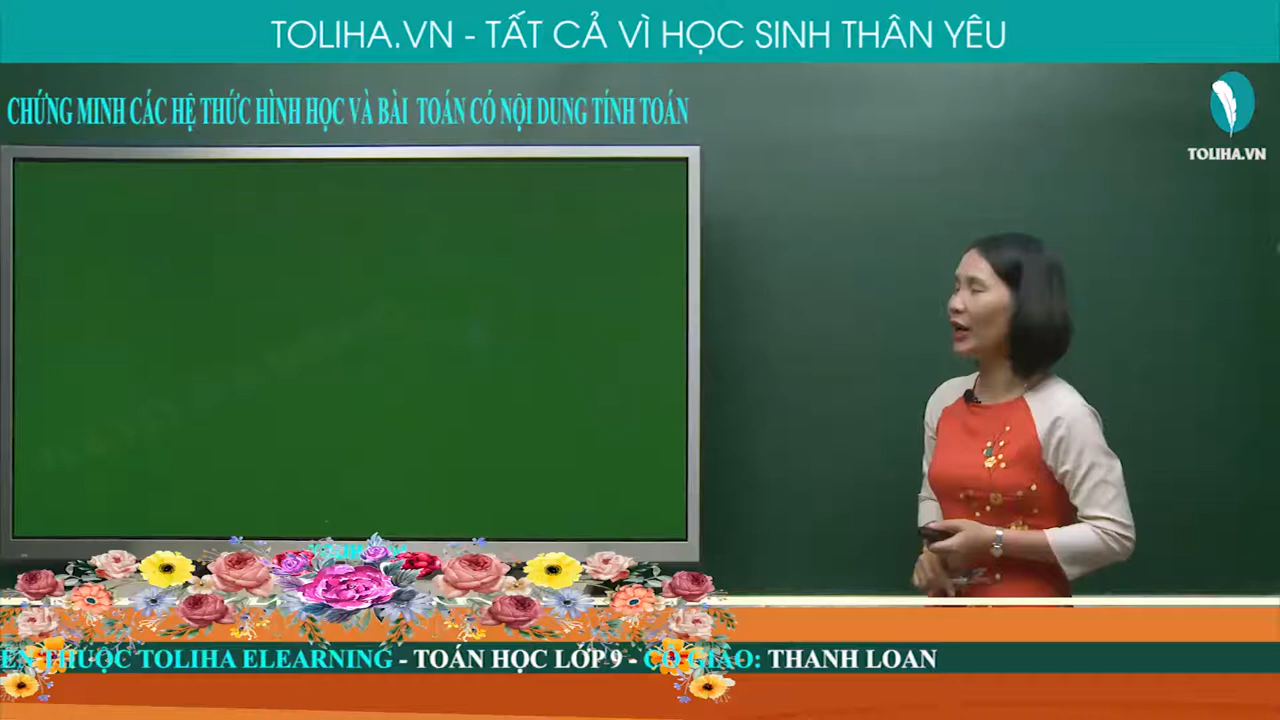 TOLIHA.VN - TẤT CẢ VÌ HỌC SINH THÂN YÊU
CHỨNG MINH CÁC HỆ THỨC HÌNH HỌC VÀ BÀI TOÁN CÓ NỘI DUNG TÍNH TOÁN
TOLIHA.VN
THUỘC TOLIHA ELEARNING - TOÁN HỌC LỚP 9 - CÔ GIÁO: THANH LOAN